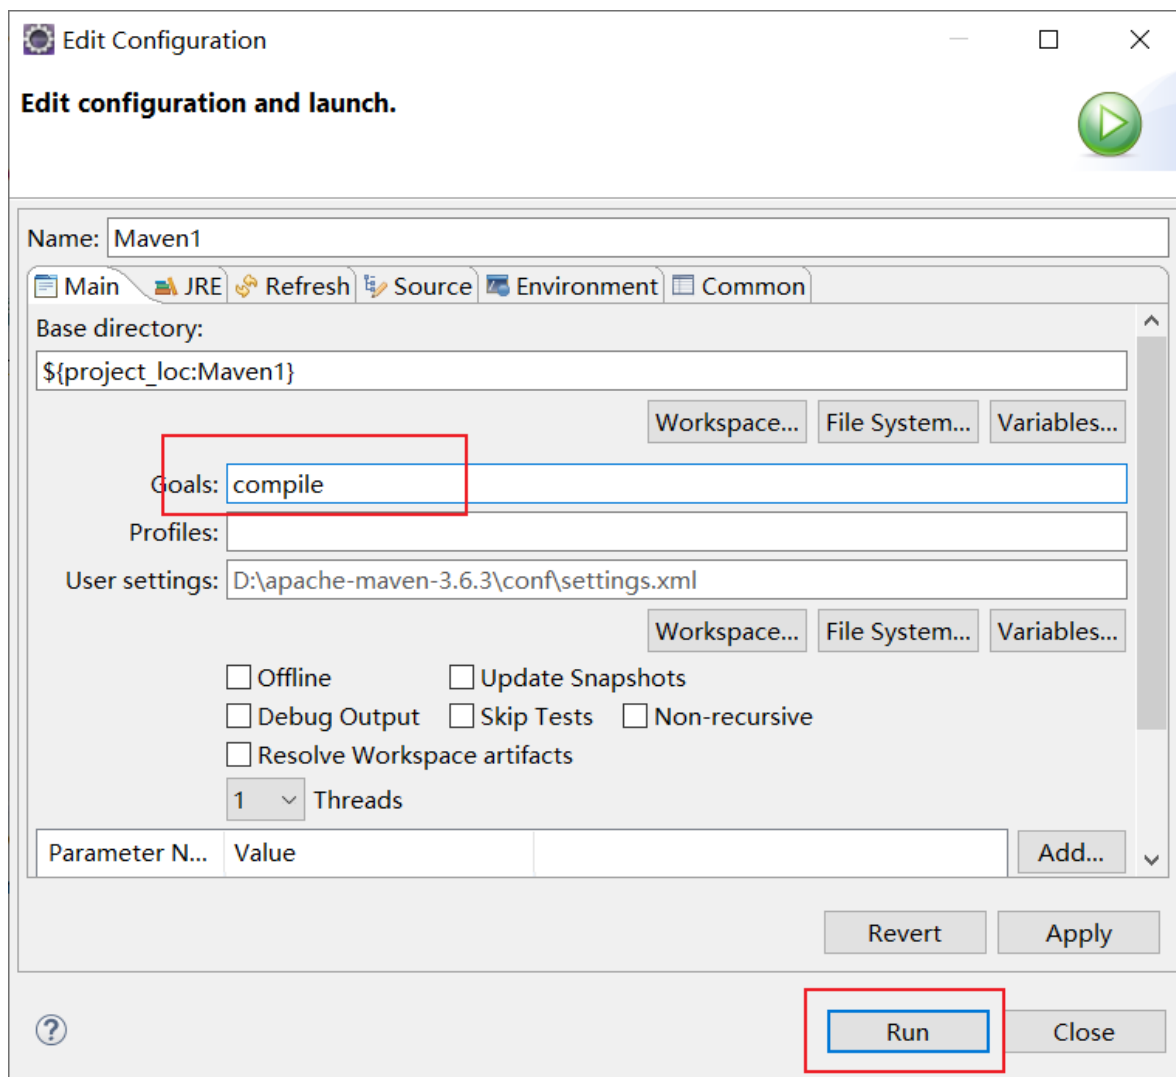 Edit Configuration
Edit configuration and launch.
Name: Maven1
Main JRE Refresh Source Environment Common
Base directory:
${project_loc:Maven1}
Workspace... File System... Variables...
Goals: compile
Profiles:
User settings: D:\apache-maven-3.6.3\conf\settings.xml
Workspace... File System... Variables...
Offline Update Snapshots
Debug Output Skip Tests Non-recursive
Resolve Workspace artifacts
1 Threads
Parameter N... Value Add...
Revert Apply
? Run Close